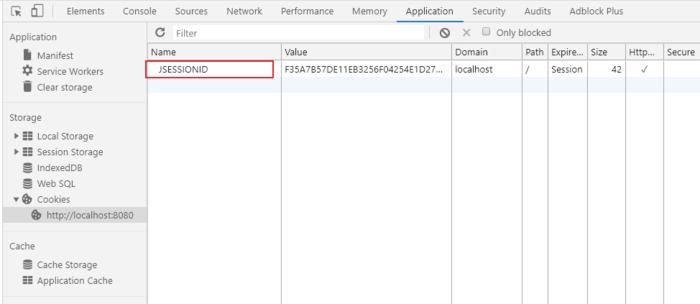 Elements Console Sources Network Performance Memory Application Security Audits Adblock Plus
Application
Manifest
Service Workers
Clear storage
Storage
Local Storage
Session Storage
IndexedDB
Web SQL
Cookies
http://localhost:8080
Cache
Cache Storage
Application Cache
Filter Only blocked
Name Value Domain Path Expire... Size Http... Secure
JSESSIONID F35A7B57DE11EB3256F04254E1D27... localhost / Session 42 ✓